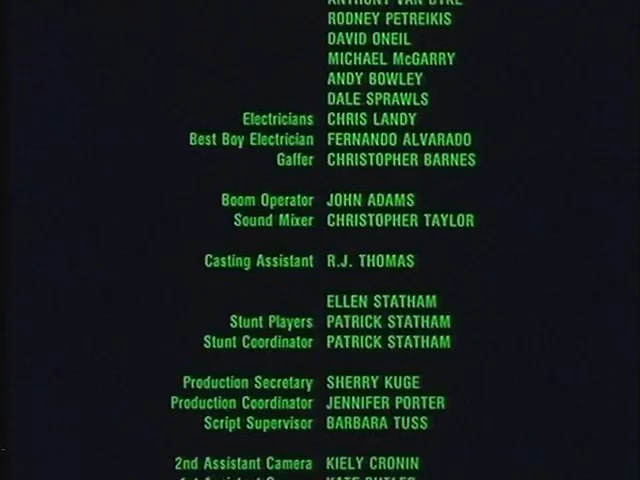 ANTHONY VAN DYKE
RODNEY PETREIKIS
DAVID ONEIL
MICHAEL McGARRY
ANDY BOWLEY
DALE SPRAWLS
Electricians CHRIS LANDY
Best Boy Electrician FERNANDO ALVARADO
Gaffer CHRISTOPHER BARNES
Boom Operator JOHN ADAMS
Sound Mixer CHRISTOPHER TAYLOR
Casting Assistant R.J. THOMAS
ELLEN STATHAM
Stunt Players PATRICK STATHAM
Stunt Coordinator PATRICK STATHAM
Production Secretary SHERRY KUGE
Production Coordinator JENNIFER PORTER
Script Supervisor BARBARA TUSS
2nd Assistant Camera KIELY CRONIN